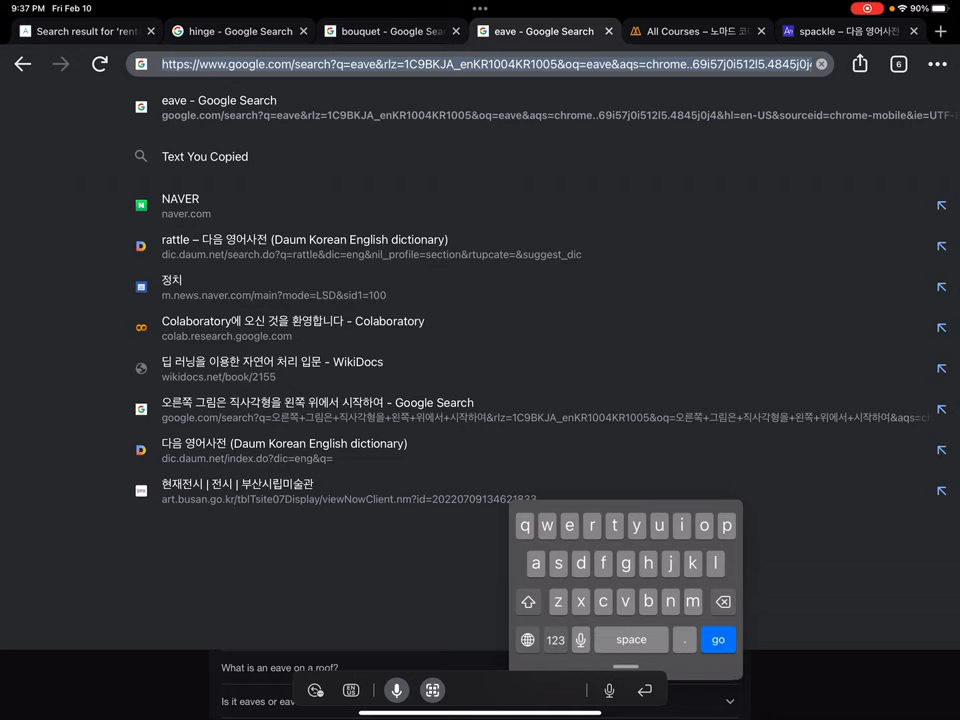 9:37 PM Fri Feb 10
90%
Search result for 'rent
hinge - Google Search
bouquet - Google Sea
eave - Google Search
All Courses – 노마드 코
spackle – 다음 영어사전
https://www.google.com/search?q=eave&rlz=1C9BKJA_enKR1004KR1005&oq=eave&aqs=chrome..69i57j0i512l5.4845j0j
6
eave - Google Search
google.com/search?q=eave&rlz=1C9BKJA_enKR1004KR1005&oq=eave&aqs=chrome..69i57j0i512l5.4845j0j4&hl=en-US&sourceid=chrome-mobile&ie=UTF-
Text You Copied
NAVER
naver.com
rattle – 다음 영어사전 (Daum Korean English dictionary)
dic.daum.net/search.do?q=rattle&dic=eng&nil_profile=section&rtupcate=&suggest_dic
정치
m.news.naver.com/main?mode=LSD&sid1=100
Colaboratory에 오신 것을 환영합니다 - Colaboratory
colab.research.google.com
딥 러닝을 이용한 자연어 처리 입문 - WikiDocs
wikidocs.net/book/2155
오른쪽 그림은 직사각형을 왼쪽 위에서 시작하여 - Google Search
google.com/search?q=오른쪽+그림은+직사각형을+왼쪽+위에서+시작하여&rlz=1C9BKJA_enKR1004KR1005&oq=오른쪽+그림은+직사각형을+왼쪽+위에서+시작하여&aqs=c
다음 영어사전 (Daum Korean English dictionary)
dic.daum.net/index.do?dic=eng&q=
현재전시 | 전시 | 부산시립미술관
art.busan.go.kr/tblTsite07Display/viewNowClient.nm?id=20220709134621833
q w e r t y u i o p
a s d f g h j k l
z x c v b n m
123 space . go
What is an eave on a roof?
EN US
Is it eaves or eav